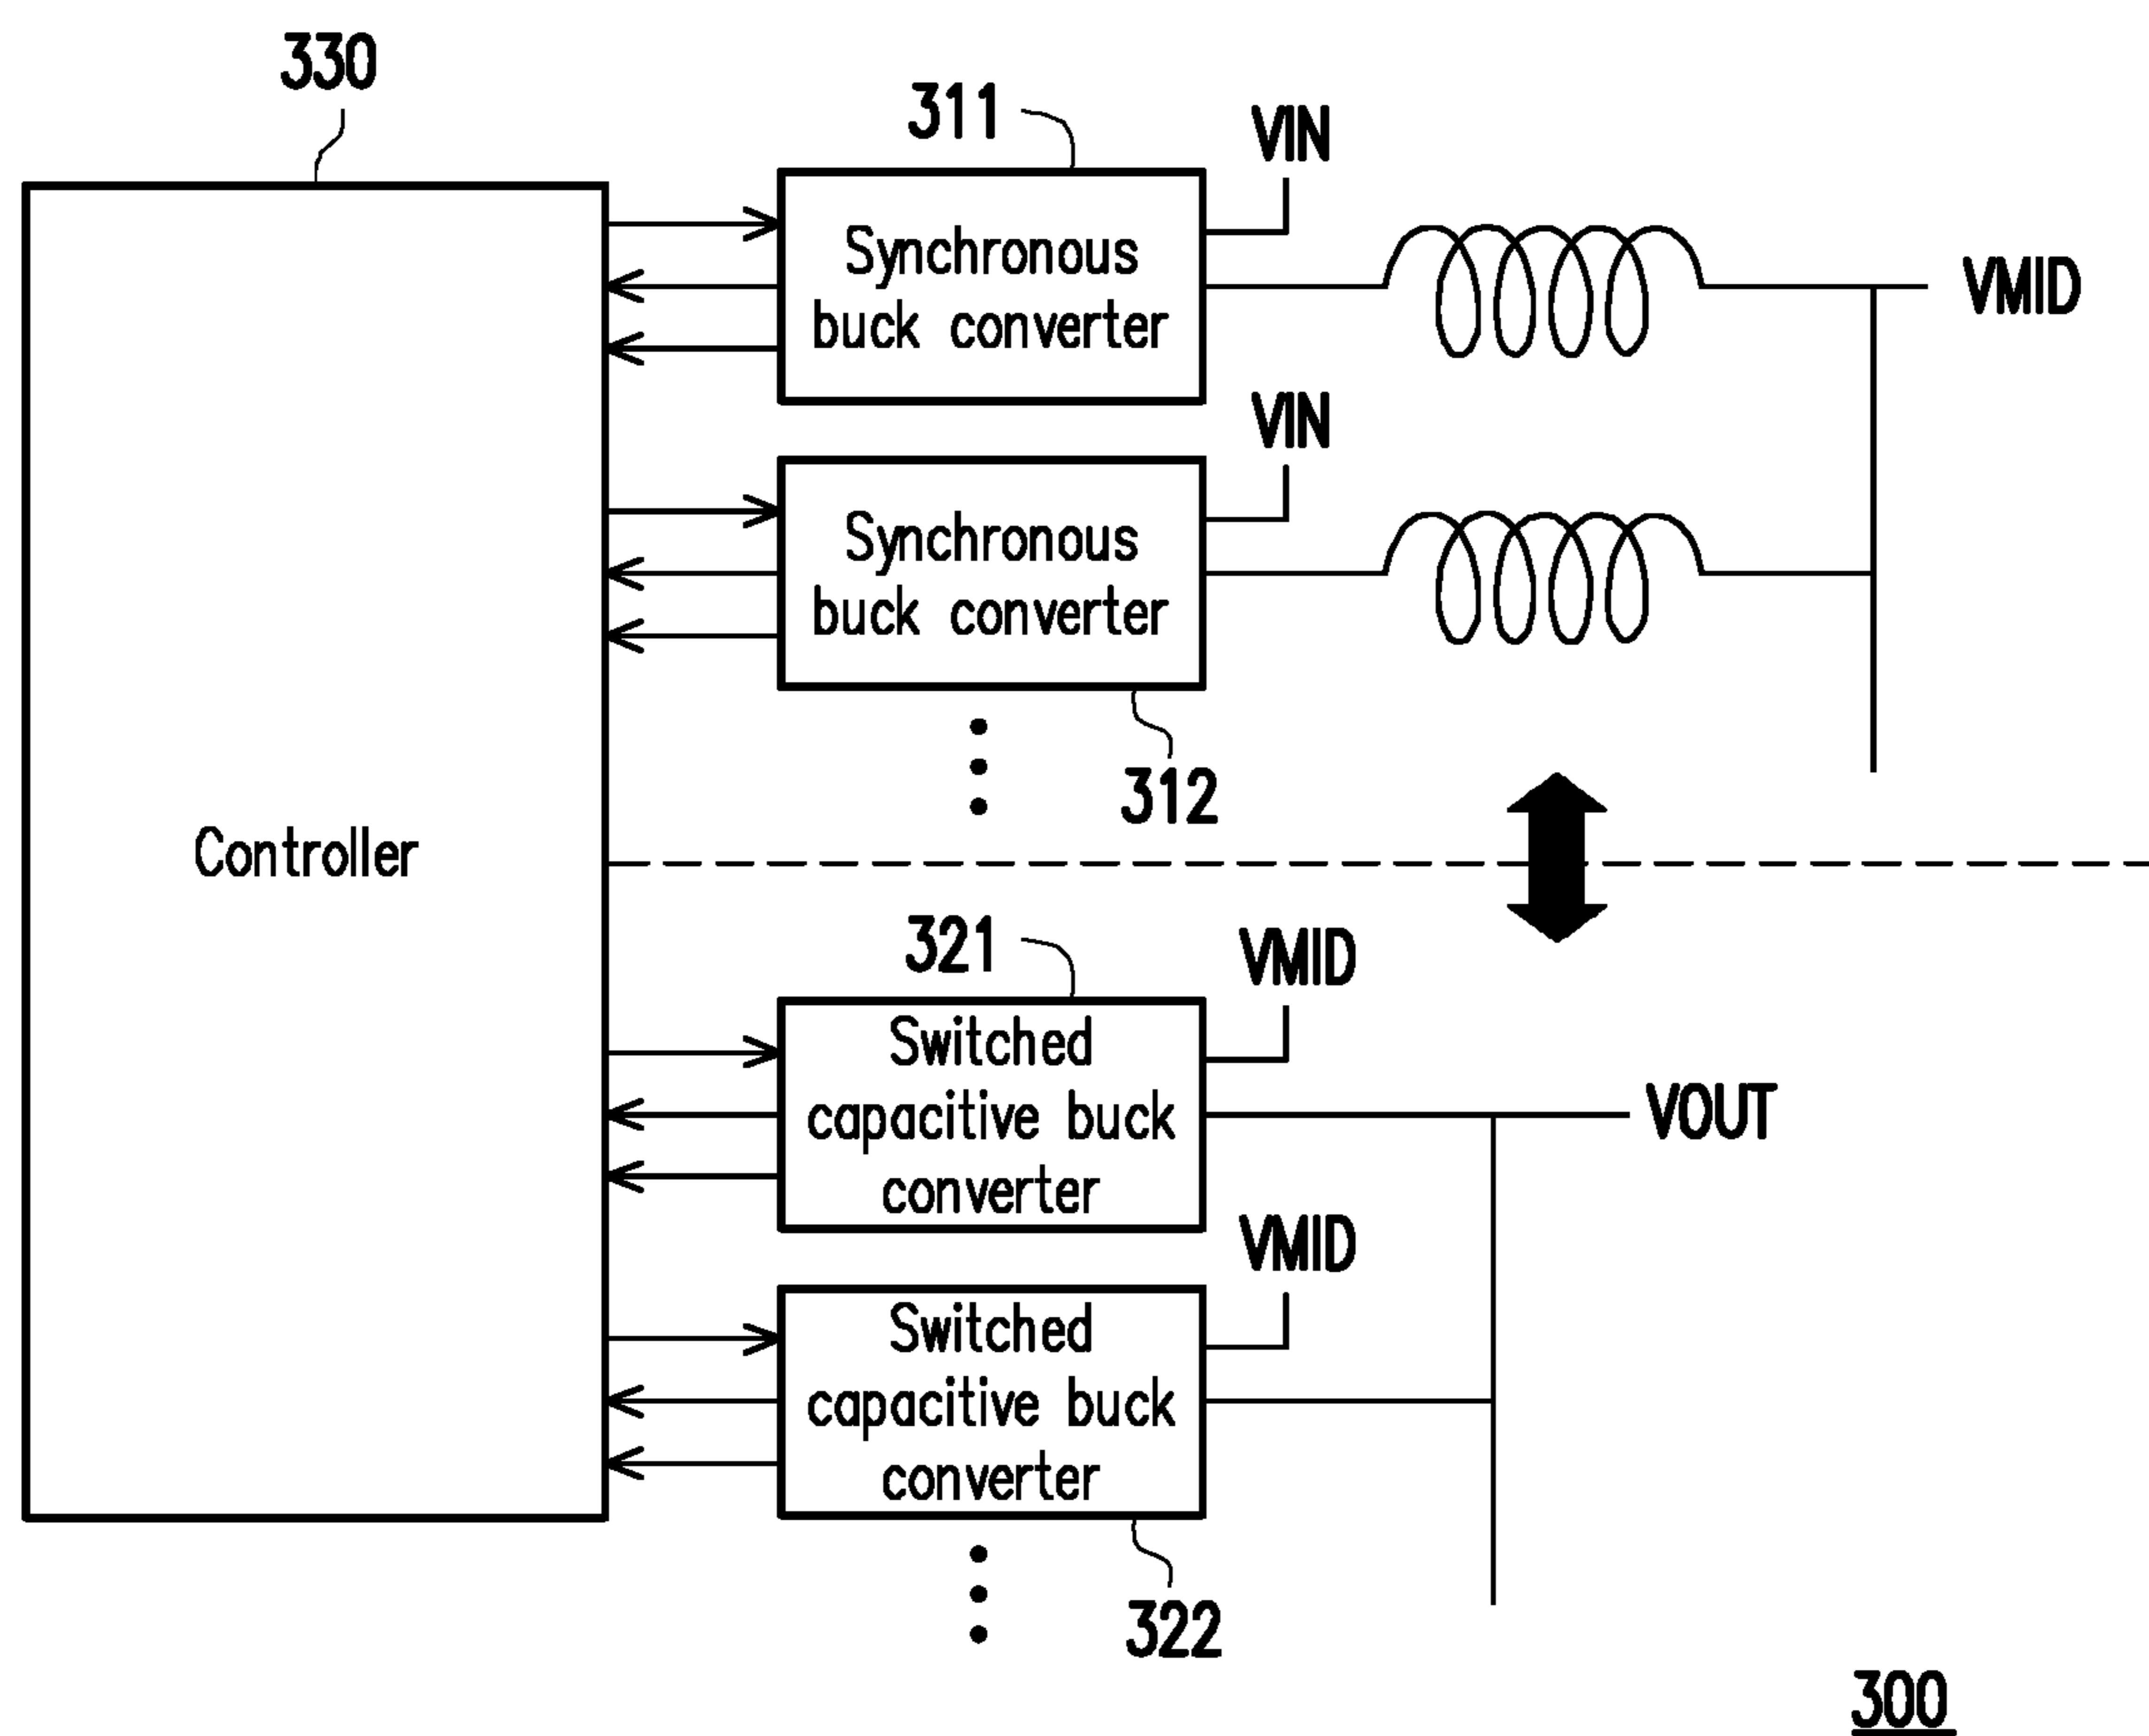 330
311
VIN
Synchronous
buck converter
VMID
VIN
Synchronous
buck converter
312
Controller
321
VMID
Switched
capacitive buck
converter
VOUT
VMID
Switched
capacitive buck
converter
322
300